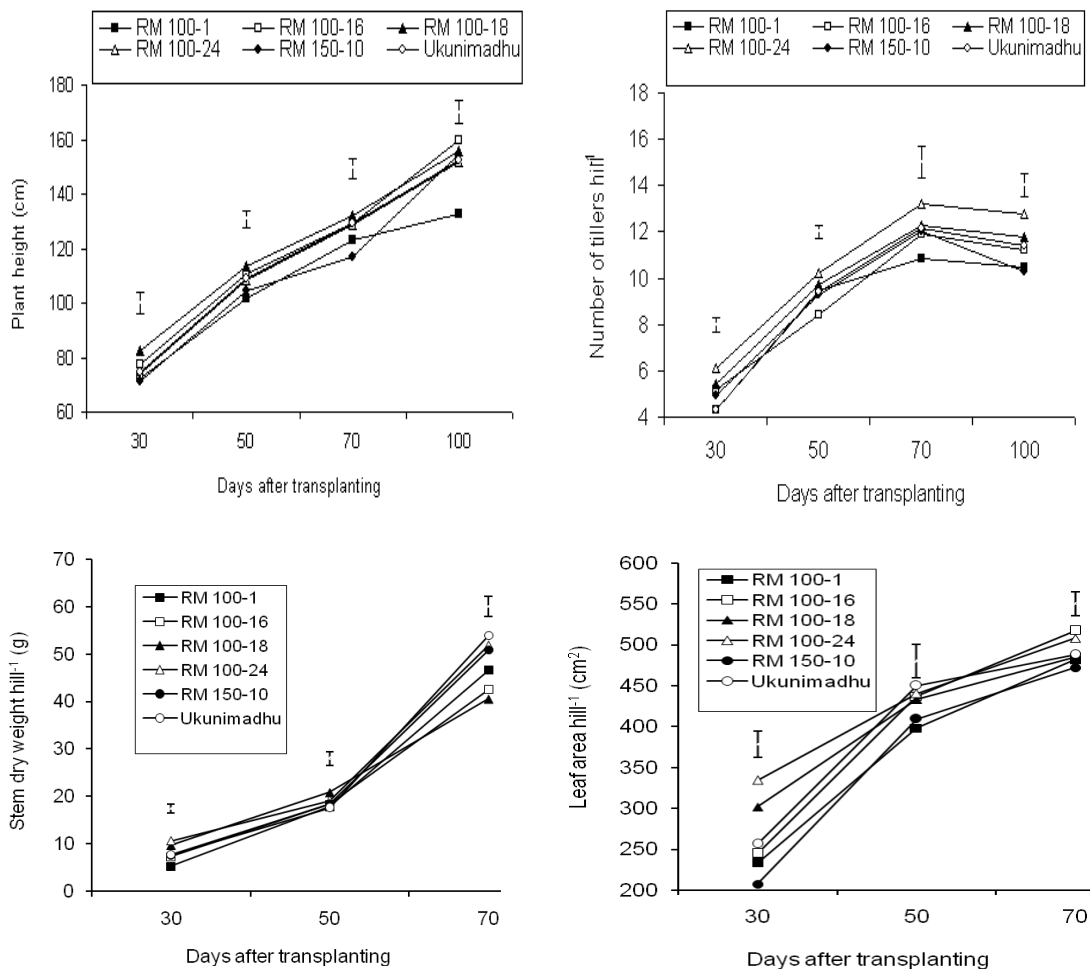 RM 100-1 RM 100-16 RM 100-18
RM 100-24 RM 150-10 Ukunimadhu
180
160
140
120
100
80
60
Plant height (cm)
30 50 70 100
Days after transplanting
RM 100-1 RM 100-16 RM 100-18
RM 100-24 RM 150-10 Ukunimadhu
18
16
14
12
10
8
6
4
Number of tillers hill¹
30 50 70 100
Days after transplanting
70
60
50
40
30
20
10
0
Stem dry weight hill⁻¹ (g)
RM 100-1
RM 100-16
RM 100-18
RM 100-24
RM 150-10
Ukunimadhu
30 50 70
Days after transplanting
600
550
500
450
400
350
300
250
200
Leaf area hill⁻¹ (cm²)
RM 100-1
RM 100-16
RM 100-18
RM 100-24
RM 150-10
Ukunimadhu
30 50 70
Days after transplanting